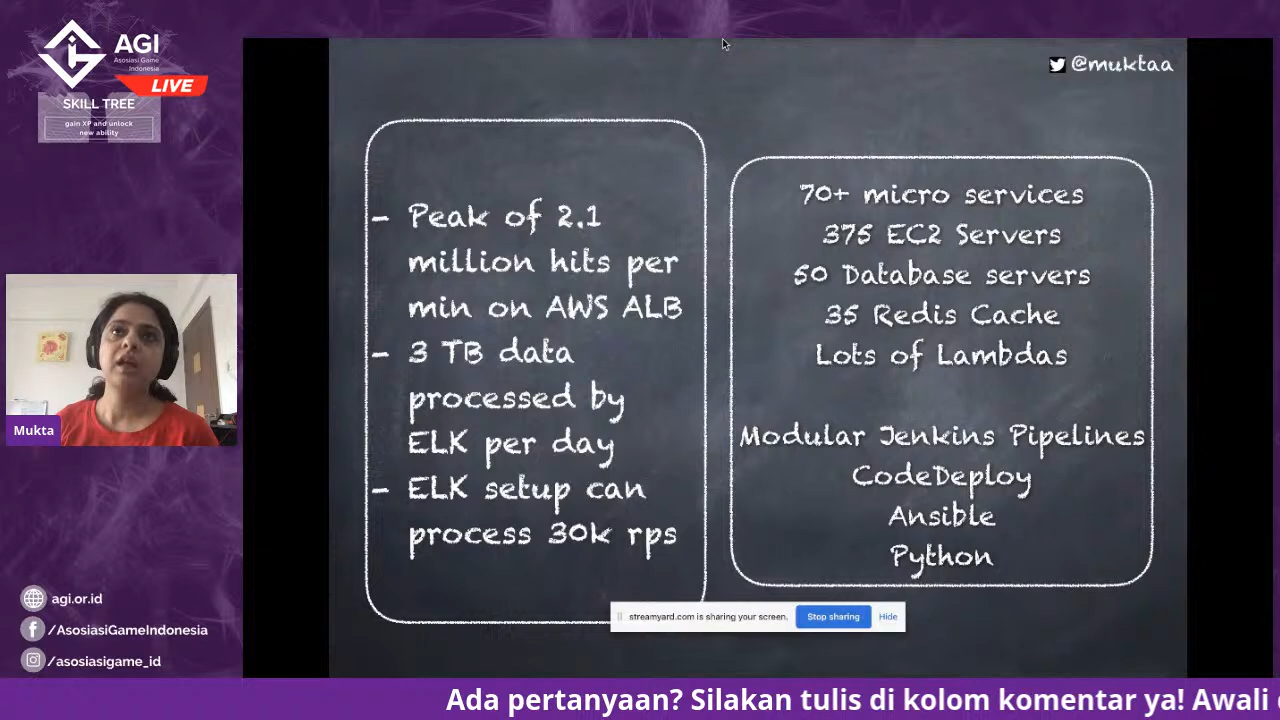 AGI
Asosiasi Game
Indonesia
LIVE
SKILL TREE
gain XP and unlock
new ability
@muktaa
- Peak of 2.1
million hits per
min on AWS ALB
- 3 TB data
processed by
ELK per day
- ELK setup can
process 30k rps
70+ micro services
375 EC2 Servers
50 Database servers
35 Redis Cache
Lots of Lambdas
Modular Jenkins Pipelines
CodeDeploy
Ansible
Python
Mukta
streamyard.com is sharing your screen.
Stop sharing
Hide
agi.or.id
/AsosiasiGameIndonesia
/asosiasigame_id
Ada pertanyaan? Silakan tulis di kolom komentar ya! Awali